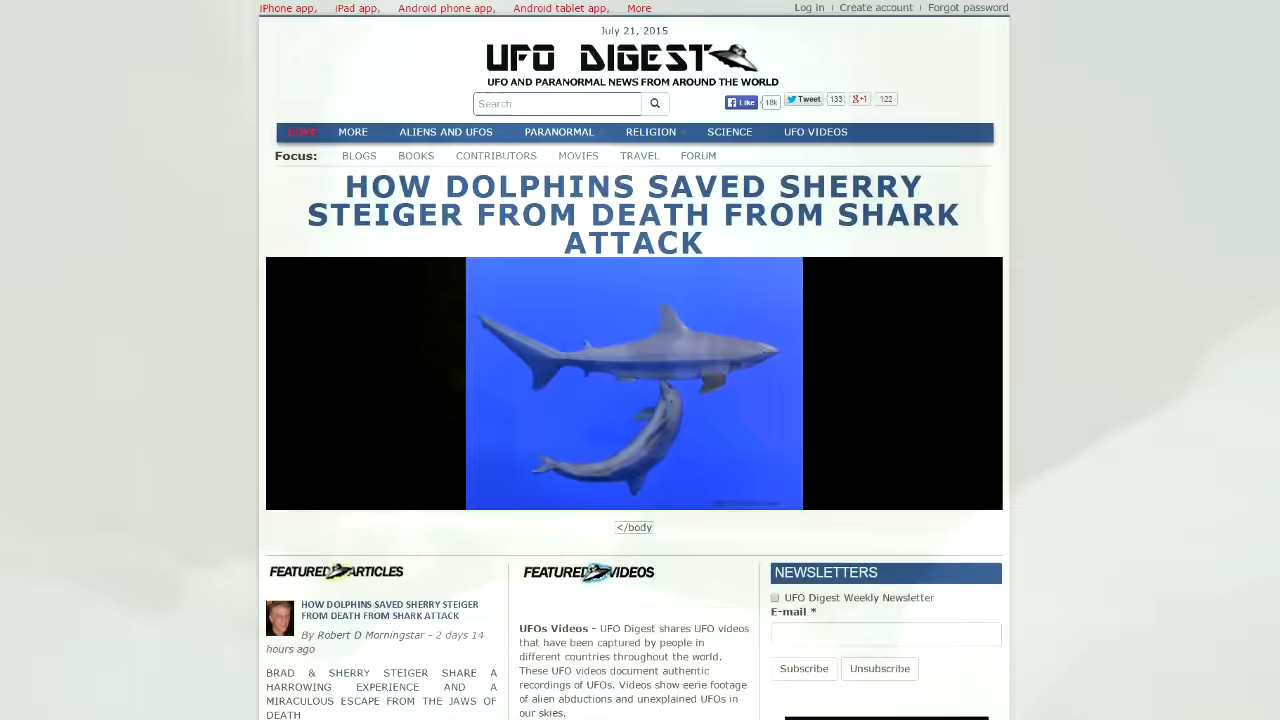 iPhone app, iPad app, Android phone app, Android tablet app, More
Log in Create account Forgot password
July 21, 2015
UFO DIGEST
UFO AND PARANORMAL NEWS FROM AROUND THE WORLD
Search
Like 18k Tweet 133 +1 122
HOME MORE ALIENS AND UFOS PARANORMAL RELIGION SCIENCE UFO VIDEOS
Focus: BLOGS BOOKS CONTRIBUTORS MOVIES TRAVEL FORUM
HOW DOLPHINS SAVED SHERRY
STEIGER FROM DEATH FROM SHARK
ATTACK
</body
FEATURED ARTICLES
HOW DOLPHINS SAVED SHERRY STEIGER
FROM DEATH FROM SHARK ATTACK
By Robert D Morningstar - 2 days 14
hours ago
BRAD & SHERRY STEIGER SHARE A
HARROWING EXPERIENCE AND A
MIRACULOUS ESCAPE FROM THE JAWS OF
DEATH
FEATURED VIDEOS
UFOs Videos - UFO Digest shares UFO videos
that have been captured by people in
different countries throughout the world.
These UFO videos document authentic
recordings of UFOs. Videos show eerie footage
of alien abductions and unexplained UFOs in
our skies.
NEWSLETTERS
UFO Digest Weekly Newsletter
E-mail *
Subscribe Unsubscribe